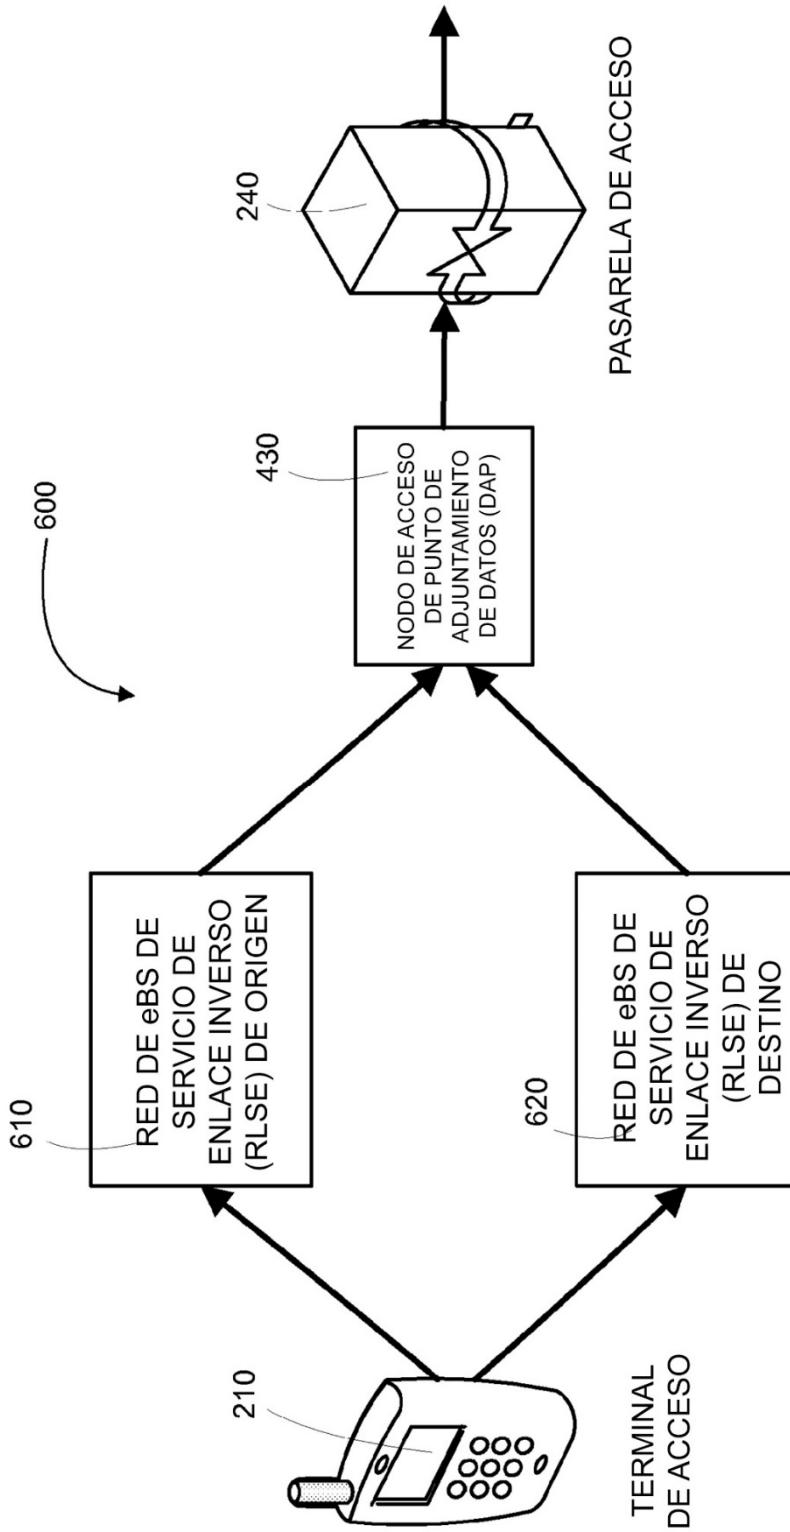 600
610
RED DE eBS DE
SERVICIO DE
ENLACE INVERSO
(RLSE) DE ORIGEN
210
TERMINAL
DE ACCESO
620
RED DE eBS DE
SERVICIO DE
ENLACE INVERSO
(RLSE) DE
DESTINO
430
NODO DE ACCESO
DE PUNTO DE
ADJUNTAMIENTO
DE DATOS (DAP)
240
PASARELA DE ACCESO